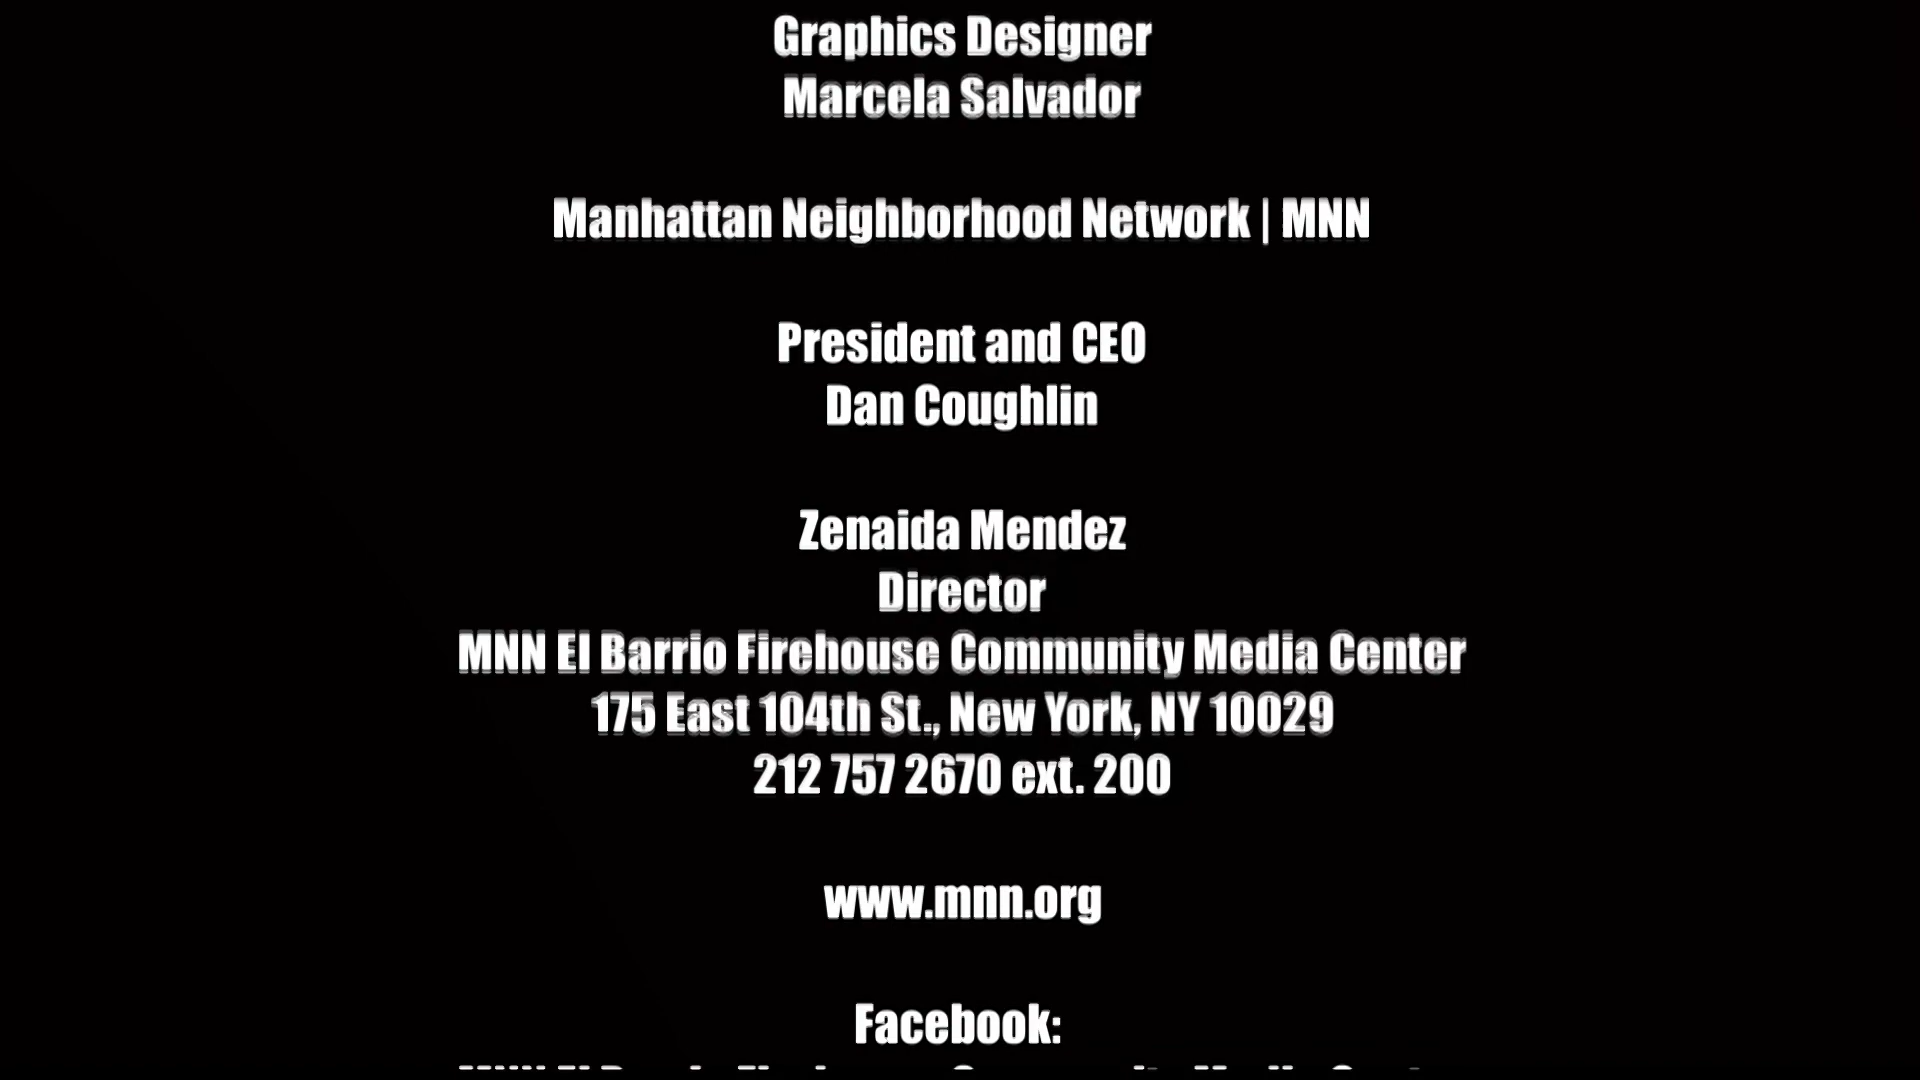 Graphics Designer
Marcela Salvador
Manhattan Neighborhood Network | MNN
President and CEO
Dan Coughlin
Zenaida Mendez
Director
MNN El Barrio Firehouse Community Media Center
175 East 104th St., New York, NY 10029
212 757 2670 ext. 200
www.mnn.org
Facebook: